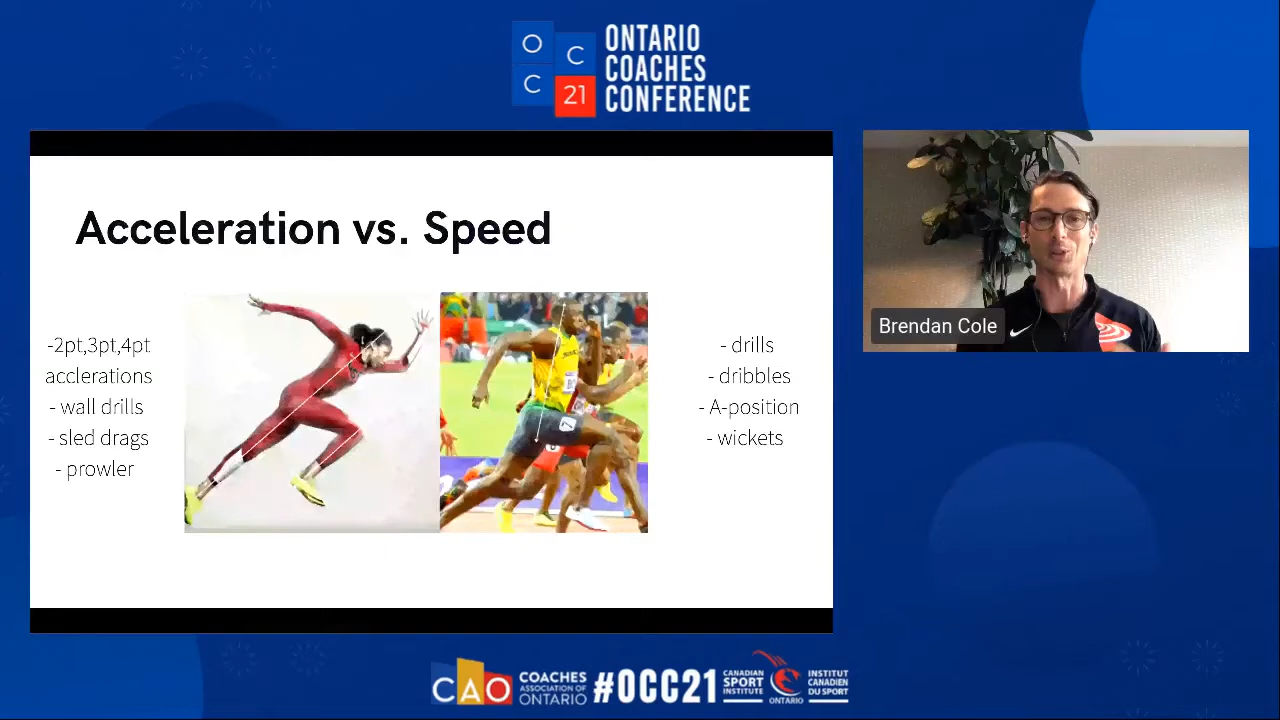 O
C
C
21
ONTARIO
COACHES
CONFERENCE
Acceleration vs. Speed
-2pt,3pt,4pt
acclerations
- wall drills
- sled drags
- prowler
7
- drills
- dribbles
- A-position
- wickets
Brendan Cole
CAO
COACHES
ASSOCIATION OF
ONTARIO
#OCC21
CANADIAN
SPORT
INSTITUTE
ONTARIO
INSTITUT
CANADIEN
DU SPORT